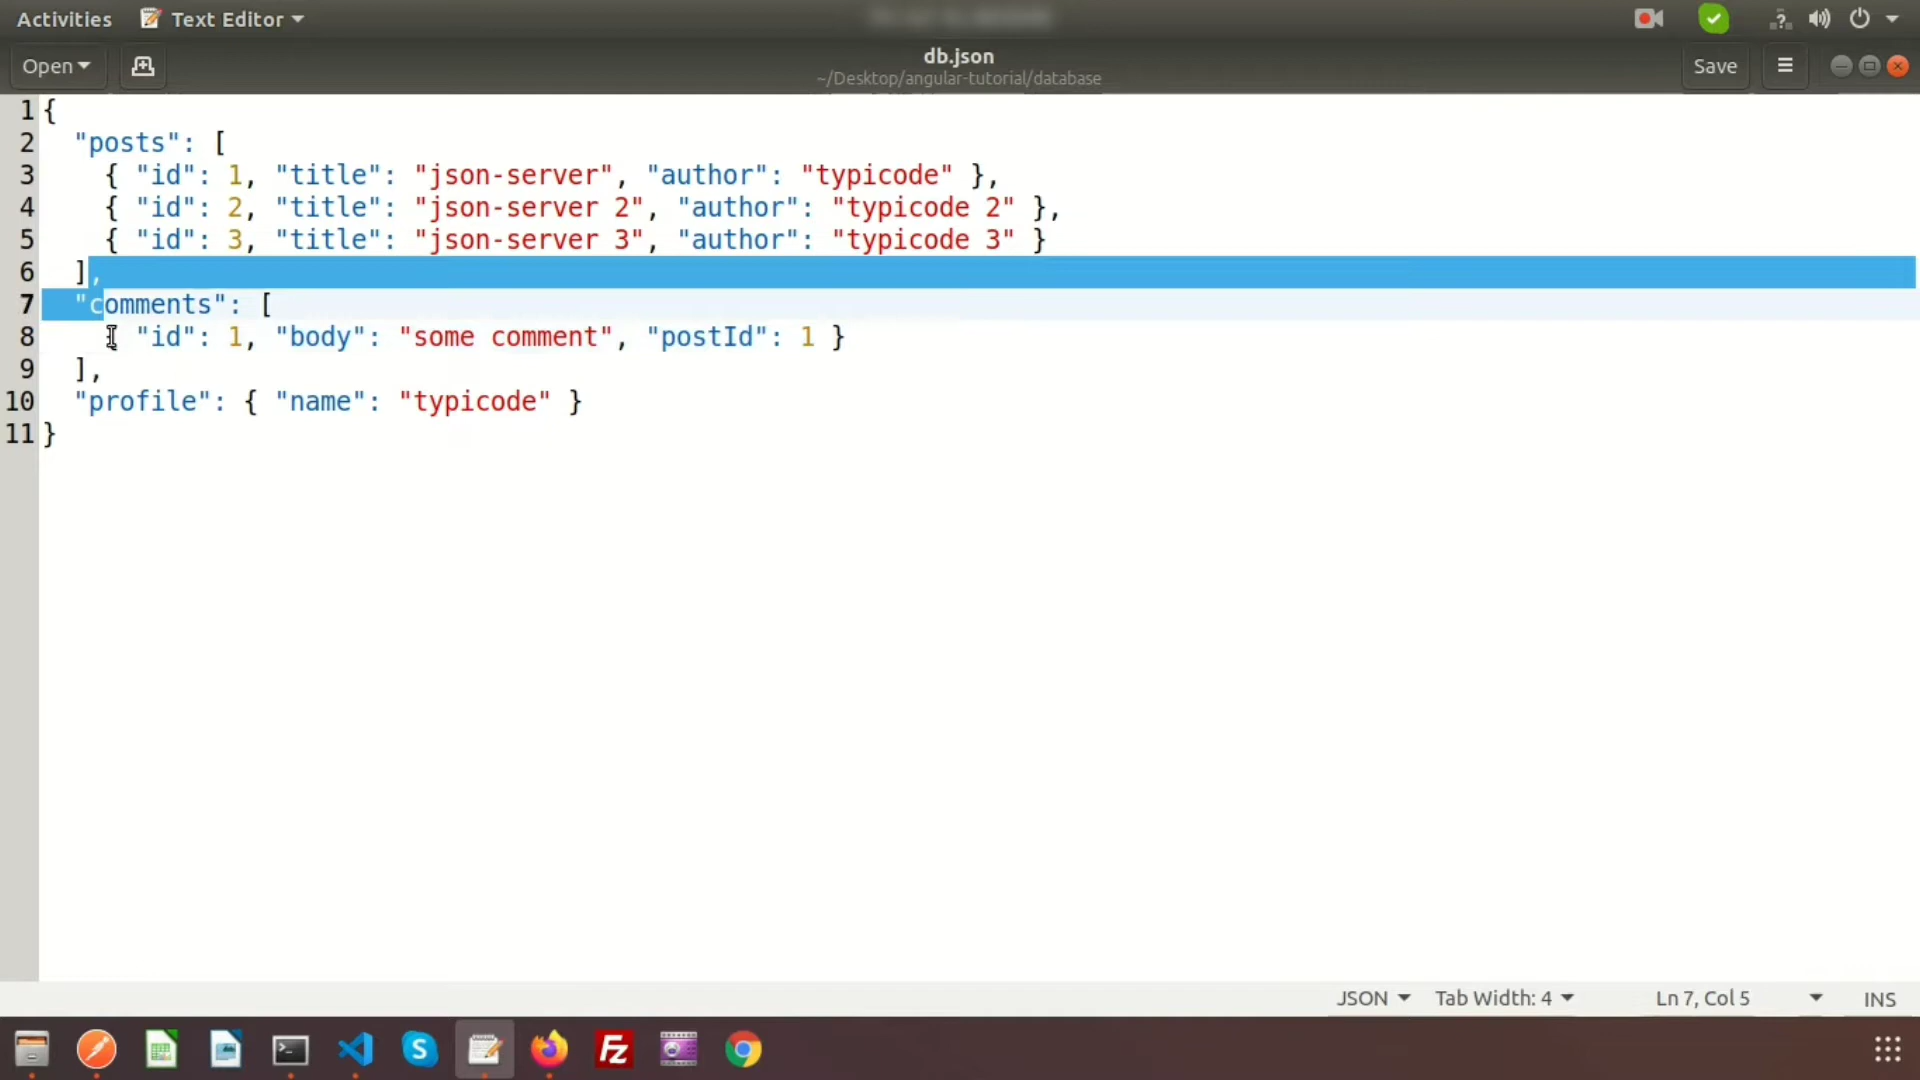 Activities Text Editor
Open db.json Save
~/Desktop/angular-tutorial/database
1 {
2   "posts": [
3     { "id": 1, "title": "json-server", "author": "typicode" },
4     { "id": 2, "title": "json-server 2", "author": "typicode 2" },
5     { "id": 3, "title": "json-server 3", "author": "typicode 3" }
6   ],
7   "comments": [
8     { "id": 1, "body": "some comment", "postId": 1 }
9   ],
10   "profile": { "name": "typicode" }
11 }
JSON Tab Width: 4 Ln 7, Col 5 INS
S Fz